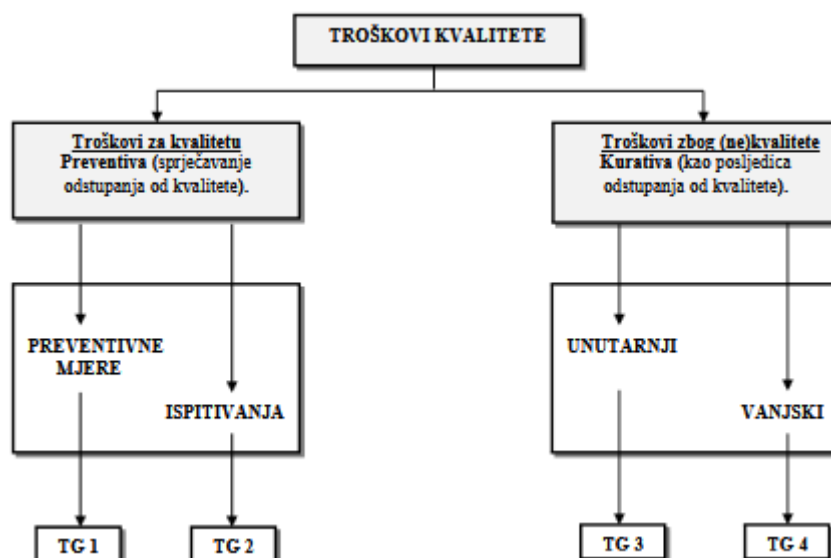 TROŠKOVI KVALITETE
Troškovi za kvalitetu
Preventiva (sprječavanje
odstupanja od kvalitete).
Troškovi zbog (ne)kvalitete
Kurativa (kao posljedica
odstupanja od kvalitete).
PREVENTIVNE
MJERE
ISPITIVANJA
UNUTARNJI
VANJSKI
TG 1
TG 2
TG 3
TG 4